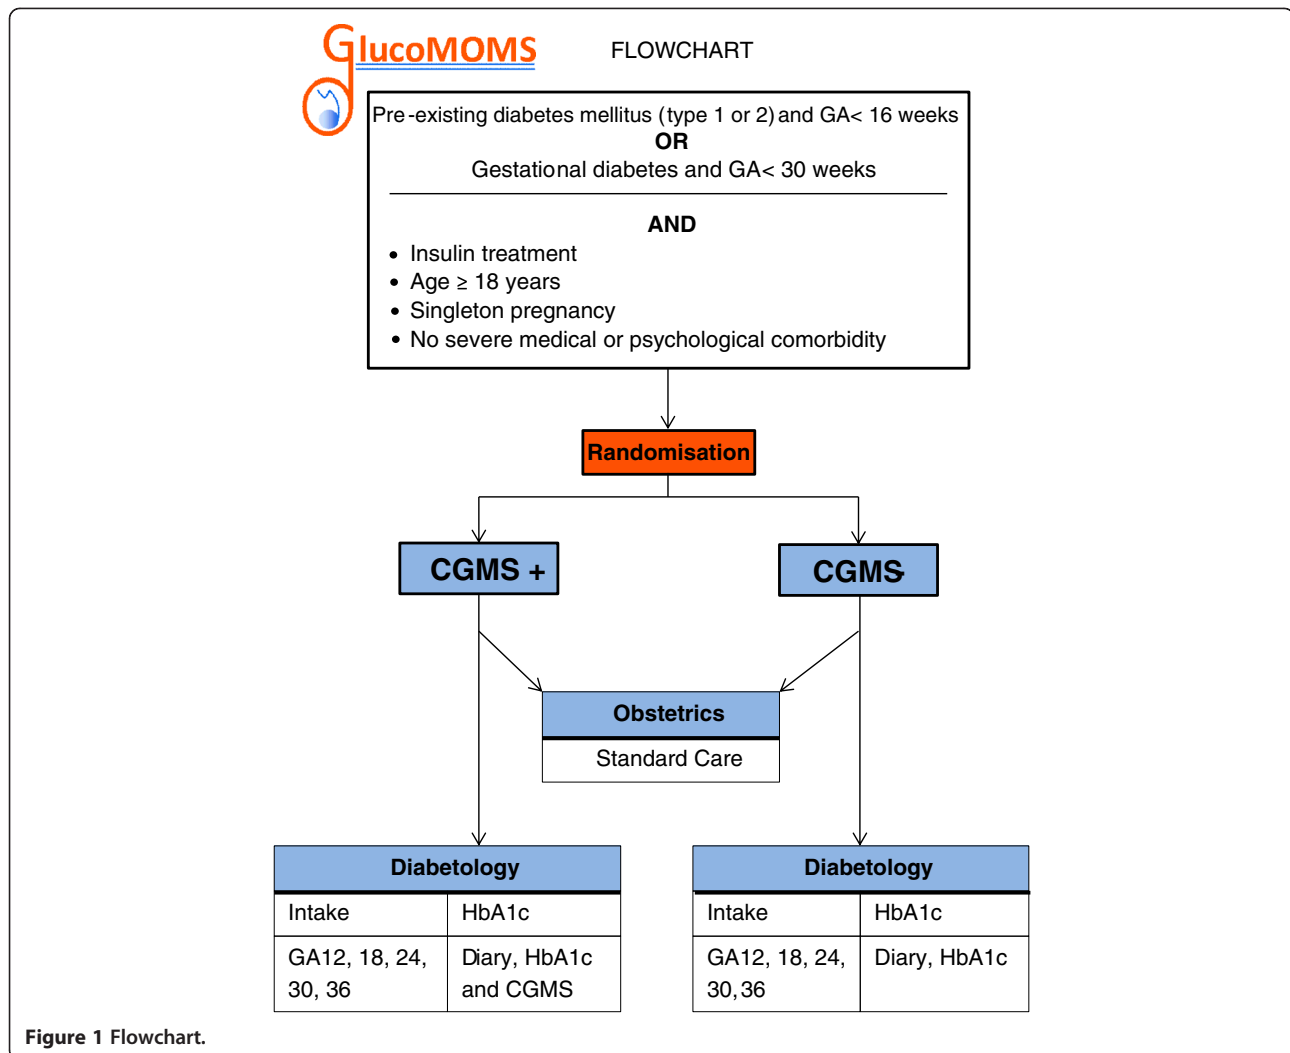 GlucoMOMS FLOWCHART
Pre-existing diabetes mellitus (type 1 or 2) and GA< 16 weeks
OR
Gestational diabetes and GA< 30 weeks
AND
• Insulin treatment
• Age ≥ 18 years
• Singleton pregnancy
• No severe medical or psychological comorbidity
Randomisation
CGMS +
CGMS-
Obstetrics
Standard Care
Diabetology
Intake HbA1c
GA12, 18, 24, Diary, HbA1c
30, 36 and CGMS
Diabetology
Intake HbA1c
GA12, 18, 24, Diary, HbA1c
30,36
Figure 1 Flowchart.